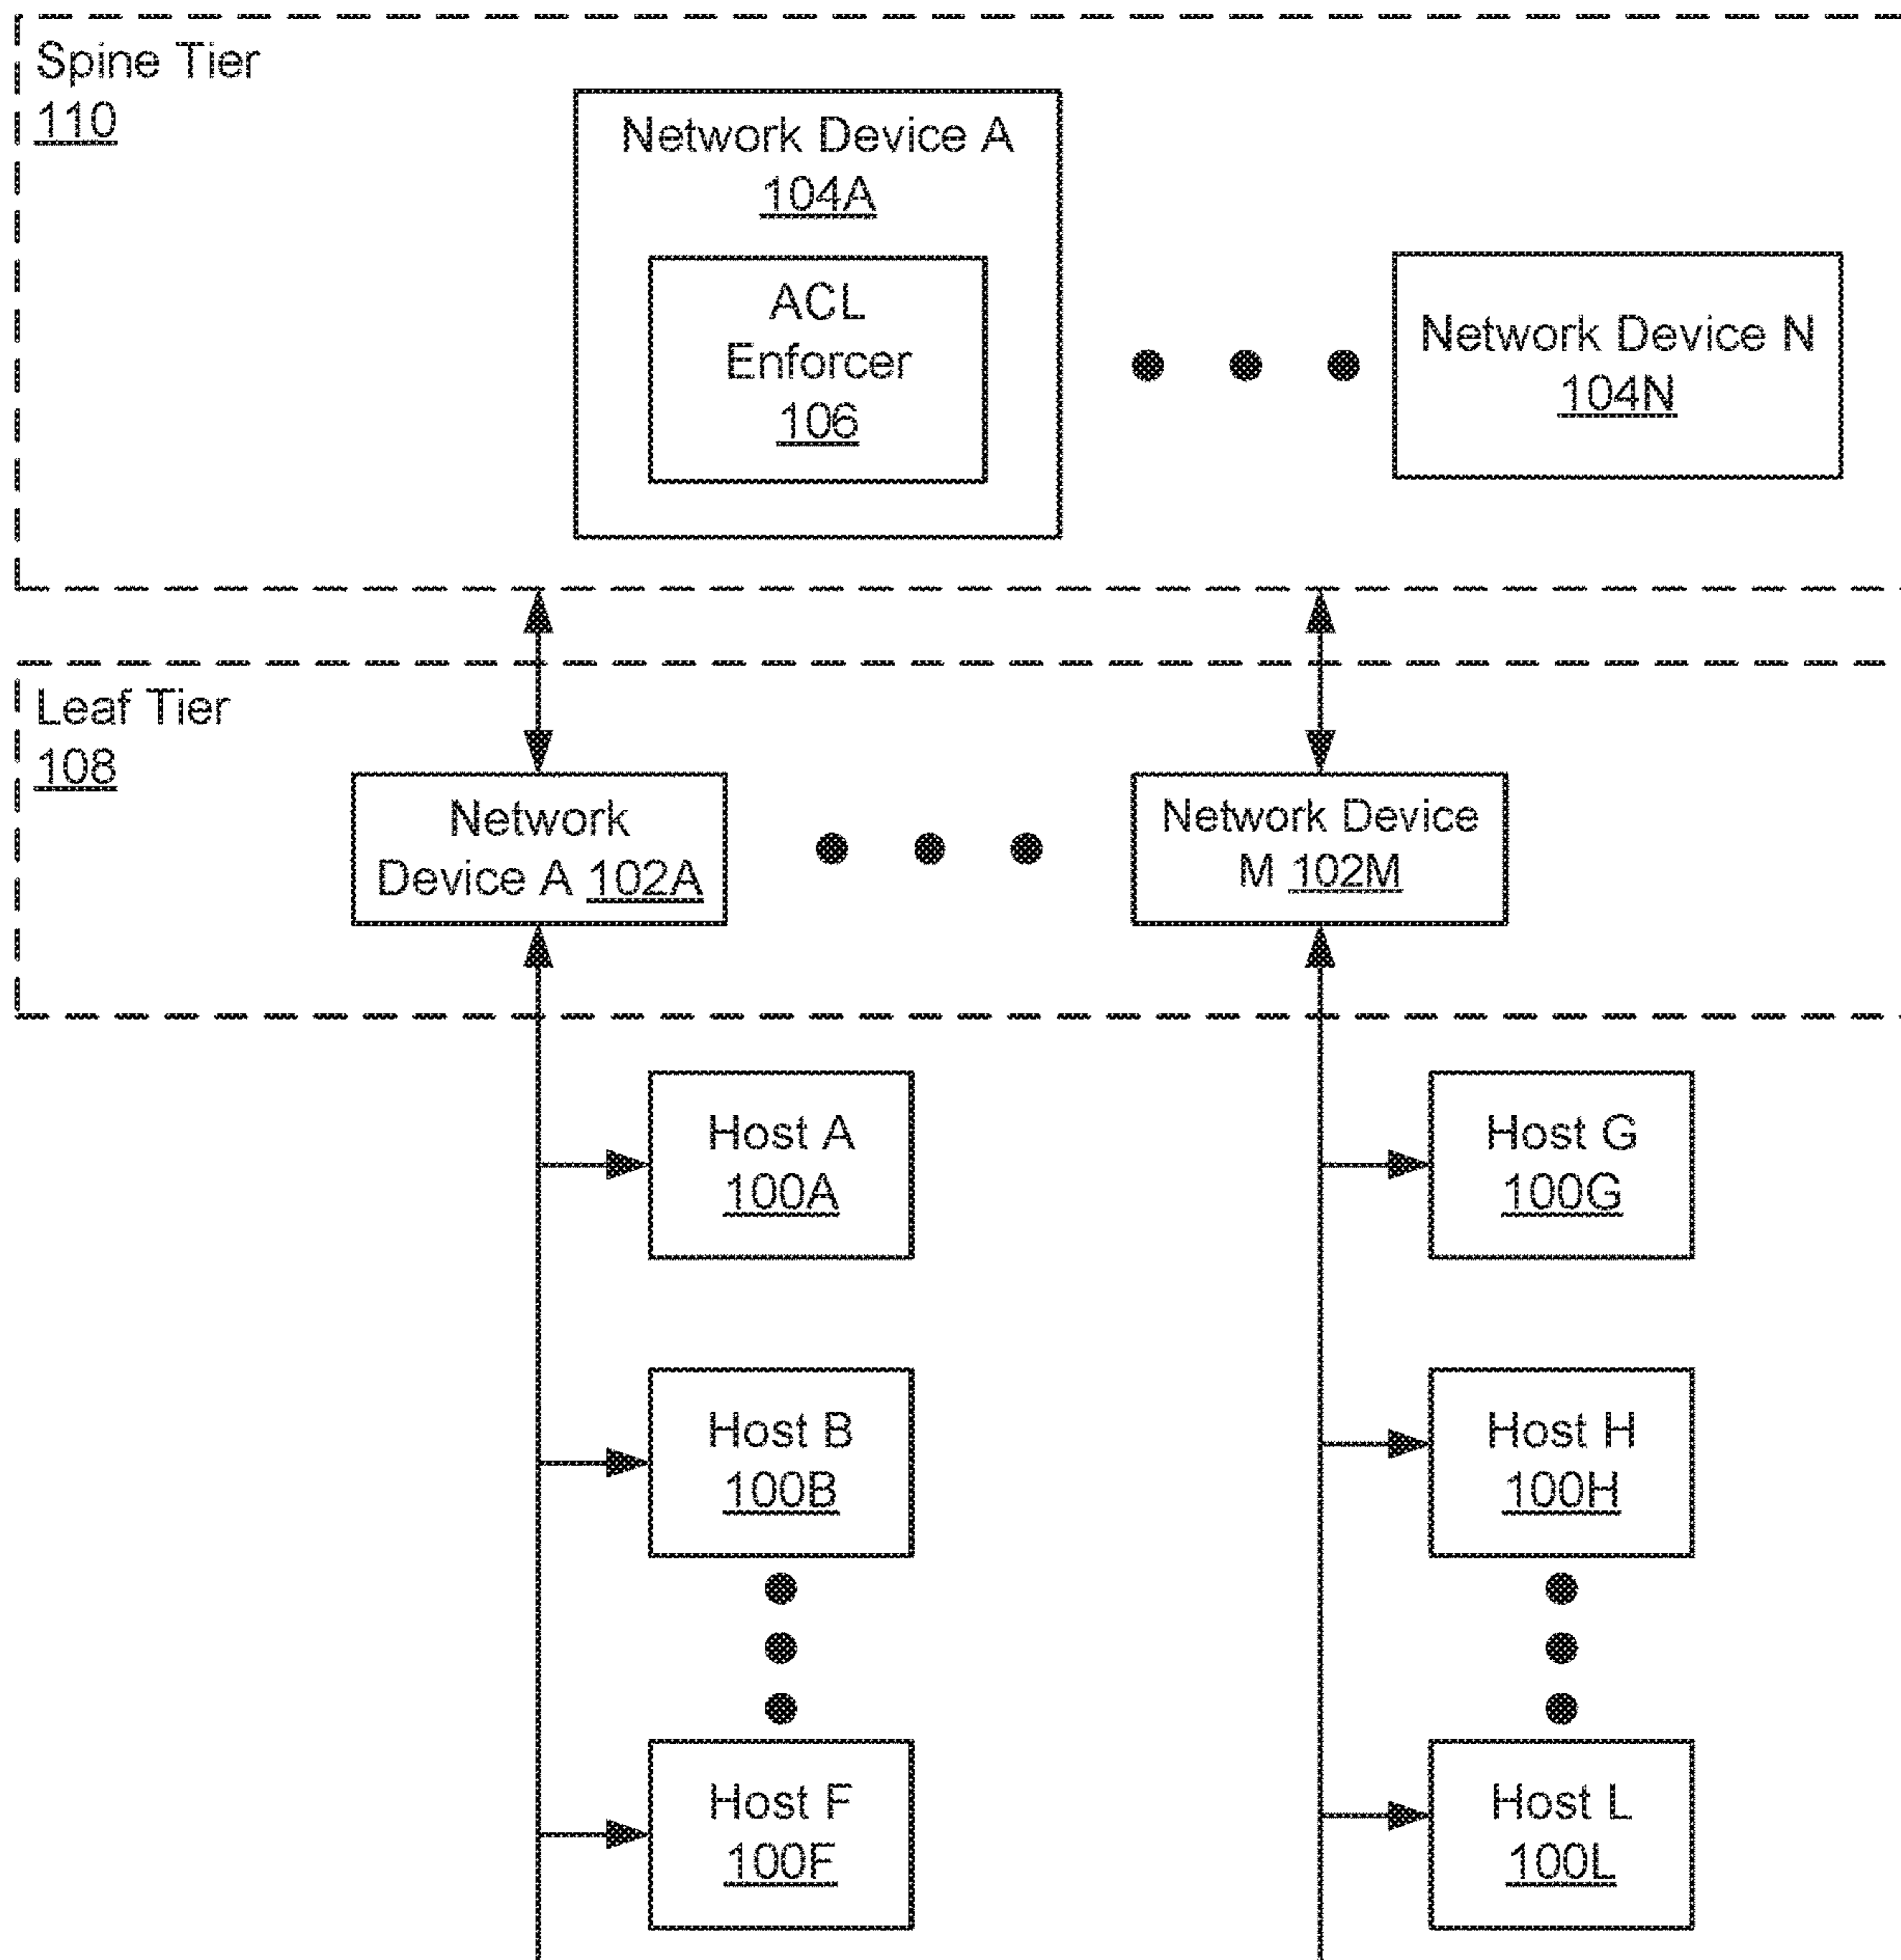 Spine Tier
110
Network Device A
104A
ACL
Enforcer
106
Network Device N
104N
Leaf Tier
108
Network
Device A 102A
Network Device
M 102M
Host A
100A
Host G
100G
Host B
100B
Host H
100H
Host F
100F
Host L
100L